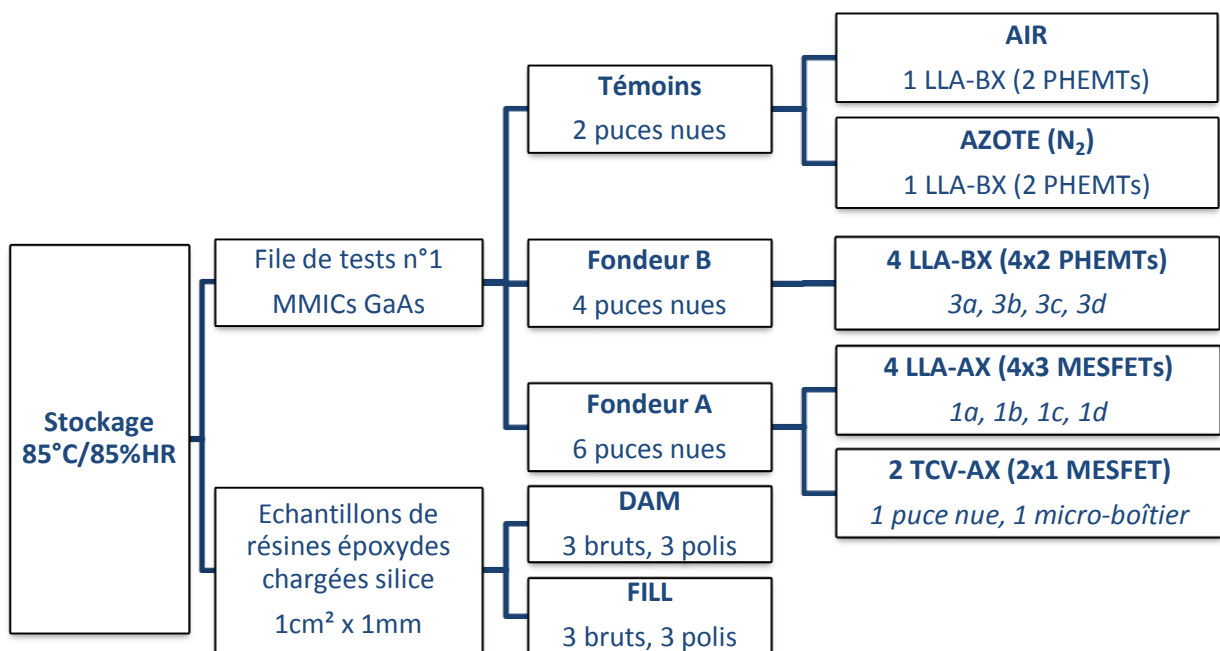 Stockage
85°C/85%HR
File de tests n°1
MMICs GaAs
Témoins
2 puces nues
AIR
1 LLA-BX (2 PHEMTs)
AZOTE (N₂)
1 LLA-BX (2 PHEMTs)
Fondeur B
4 puces nues
4 LLA-BX (4x2 PHEMTs)
3a, 3b, 3c, 3d
Fondeur A
6 puces nues
4 LLA-AX (4x3 MESFETs)
1a, 1b, 1c, 1d
2 TCV-AX (2x1 MESFET)
1 puce nue, 1 micro-boîtier
Echantillons de
résines époxydes
chargées silice
1cm² x 1mm
DAM
3 bruts, 3 polis
FILL
3 bruts, 3 polis